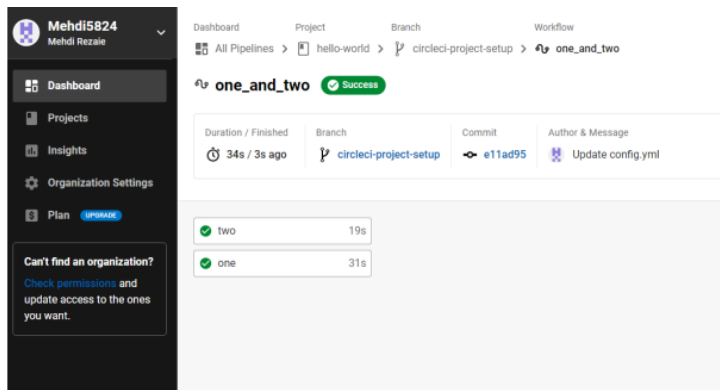 Mehdi5824
Mehdi Rezaie
Dashboard
Projects
Insights
Organization Settings
Plan UPGRADE
Can't find an organization?
Check permissions and
update access to the ones
you want.
Dashboard Project Branch Workflow
All Pipelines > hello-world > circleci-project-setup > one_and_two
one_and_two Success
Duration / Finished Branch Commit Author & Message
34s / 3s ago circleci-project-setup e11ad95 Update config.yml
two 19s
one 31s